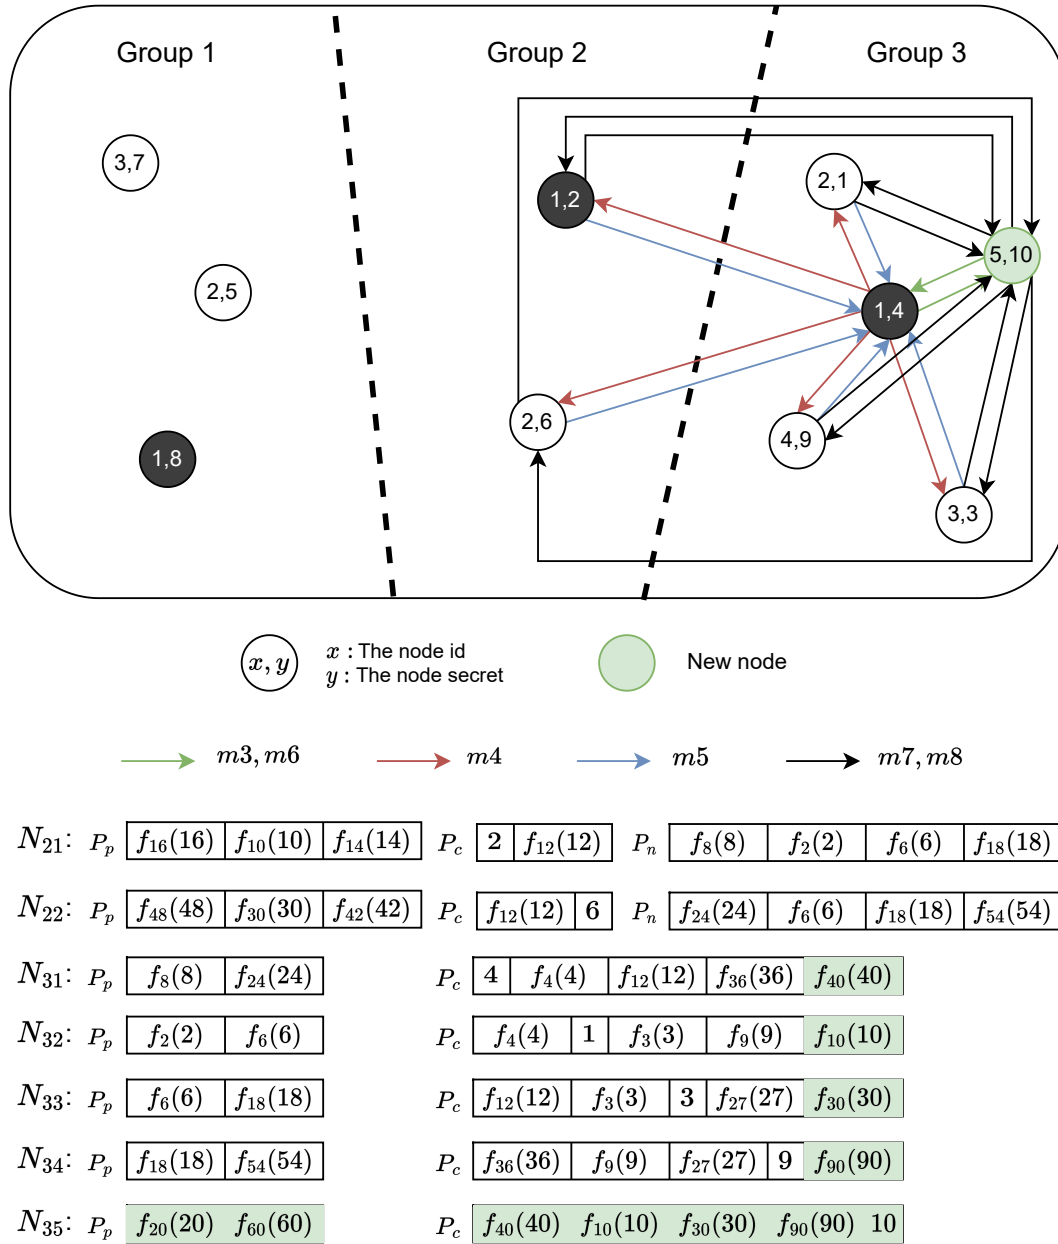 Group 1 Group 2 Group 3
3,7
2,1
1,2
5,10
2,5
1,4
2,6
4,9
1,8
3,3
x, y
x : The node id
y : The node secret
New node
m3, m6 m4 m5 m7, m8
N₂₁: Pₚ f₁₆(16) f₁₀(10) f₁₄(14) P_c 2 f₁₂(12) Pₙ f₈(8) f₂(2) f₆(6) f₁₈(18)
N₂₂: Pₚ f₄₈(48) f₃₀(30) f₄₂(42) P_c f₁₂(12) 6 Pₙ f₂₄(24) f₆(6) f₁₈(18) f₅₄(54)
N₃₁: Pₚ f₈(8) f₂₄(24) P_c 4 f₄(4) f₁₂(12) f₃₆(36) f₄₀(40)
N₃₂: Pₚ f₂(2) f₆(6) P_c f₄(4) 1 f₃(3) f₉(9) f₁₀(10)
N₃₃: Pₚ f₆(6) f₁₈(18) P_c f₁₂(12) f₃(3) 3 f₂₇(27) f₃₀(30)
N₃₄: Pₚ f₁₈(18) f₅₄(54) P_c f₃₆(36) f₉(9) f₂₇(27) 9 f₉₀(90)
N₃₅: Pₚ f₂₀(20) f₆₀(60) P_c f₄₀(40) f₁₀(10) f₃₀(30) f₉₀(90) 10